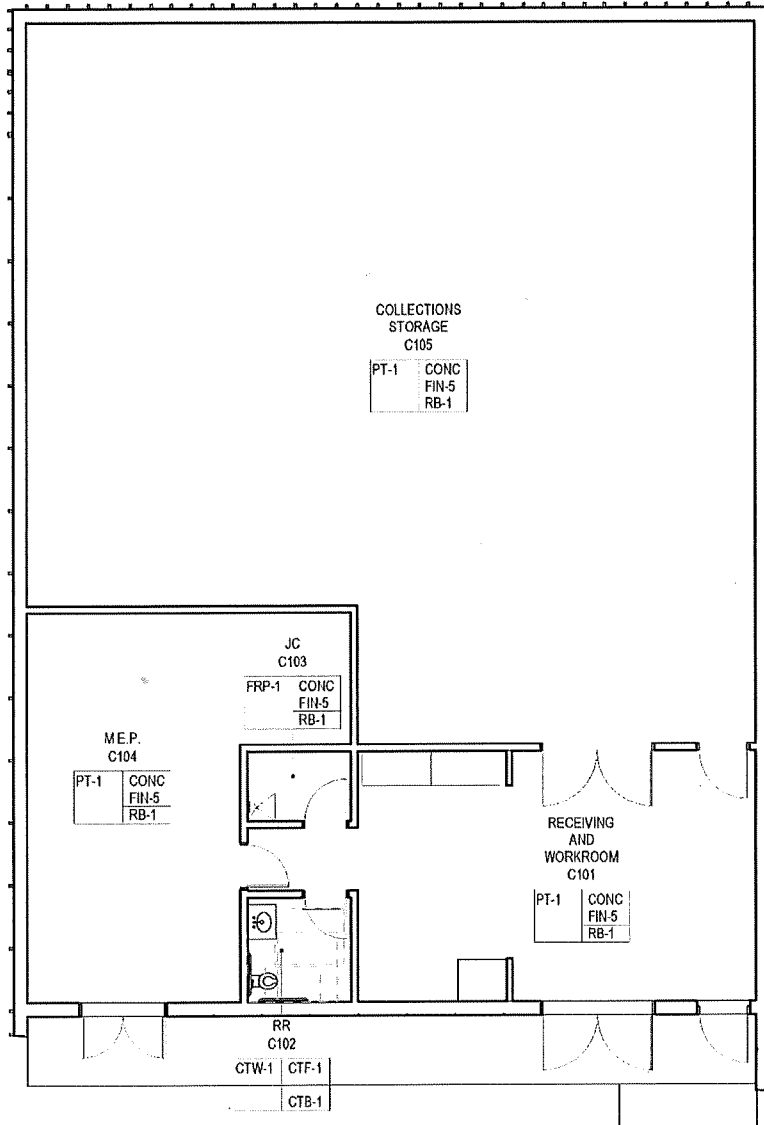 COLLECTIONS
STORAGE
C105
PT-1 CONC
FIN-5
RB-1
JC
C103
FRP-1 CONC
FIN-5
RB-1
M.E.P.
C104
PT-1 CONC
FIN-5
RB-1
RECEIVING
AND
WORKROOM
C101
PT-1 CONC
FIN-5
RB-1
RR
C102
CTW-1 CTF-1
CTB-1